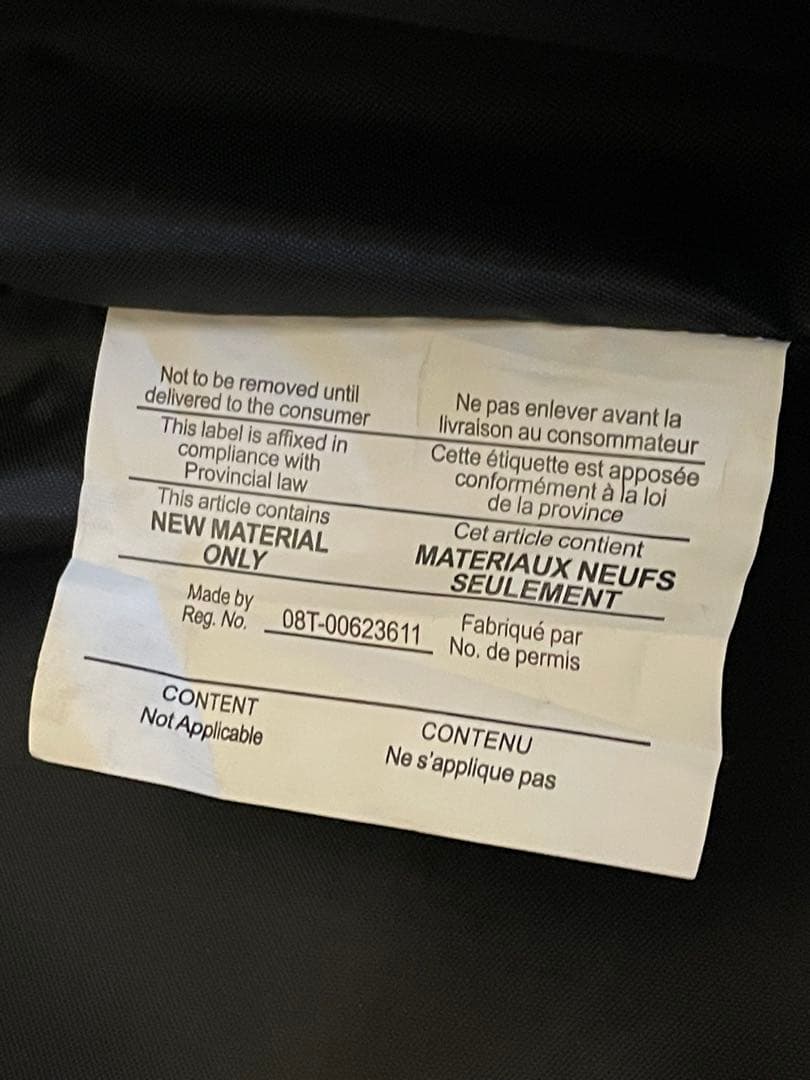 Not to be removed until
delivered to the consumer
This label is affixed in
compliance with
Provincial law
This article contains
NEW MATERIAL
ONLY
Made by
Reg. No.
08T-00623611
CONTENT
Not Applicable
Ne pas enlever avant la
livraison au consommateur
Cette étiquette est apposée
conformément à la loi
de la province
Cet article contient
MATERIAUX NEUFS
SEULEMENT
Fabriqué par
No. de permis
CONTENU
Ne s'applique pas